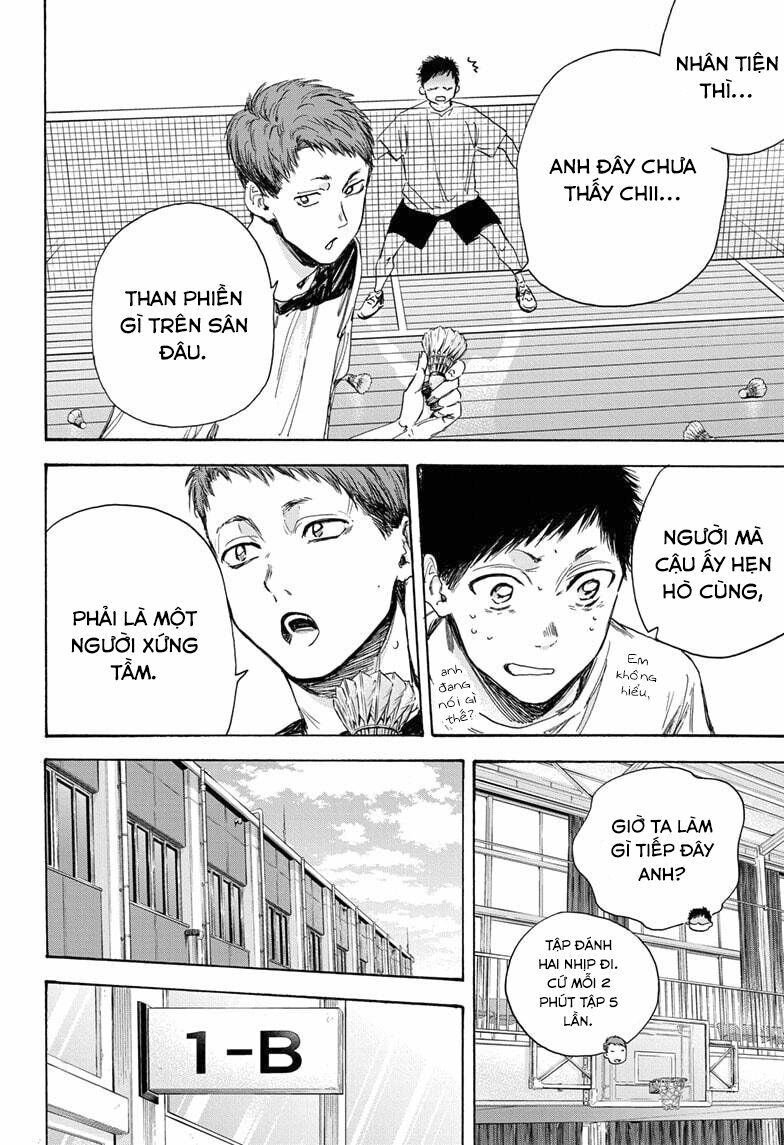 NHÂN TIỆN
THÌ...
ANH ĐÂY CHƯA
THẤY CHII...
THAN PHIỀN
GÌ TRÊN SÂN
ĐÂU.
NGƯỜI MÀ
CẬU ẤY HẸN
HÒ CÙNG,
Em
không
hiểu,
anh
đang
nói gì
thế?
PHẢI LÀ MỘT
NGƯỜI XỨNG
TẦM.
GIỜ TA LÀM
GÌ TIẾP ĐÂY
ANH?
TẬP ĐÁNH
HAI NHỊP ĐI.
CỨ MỖI 2
PHÚT TẬP 5
LẦN.
1-B